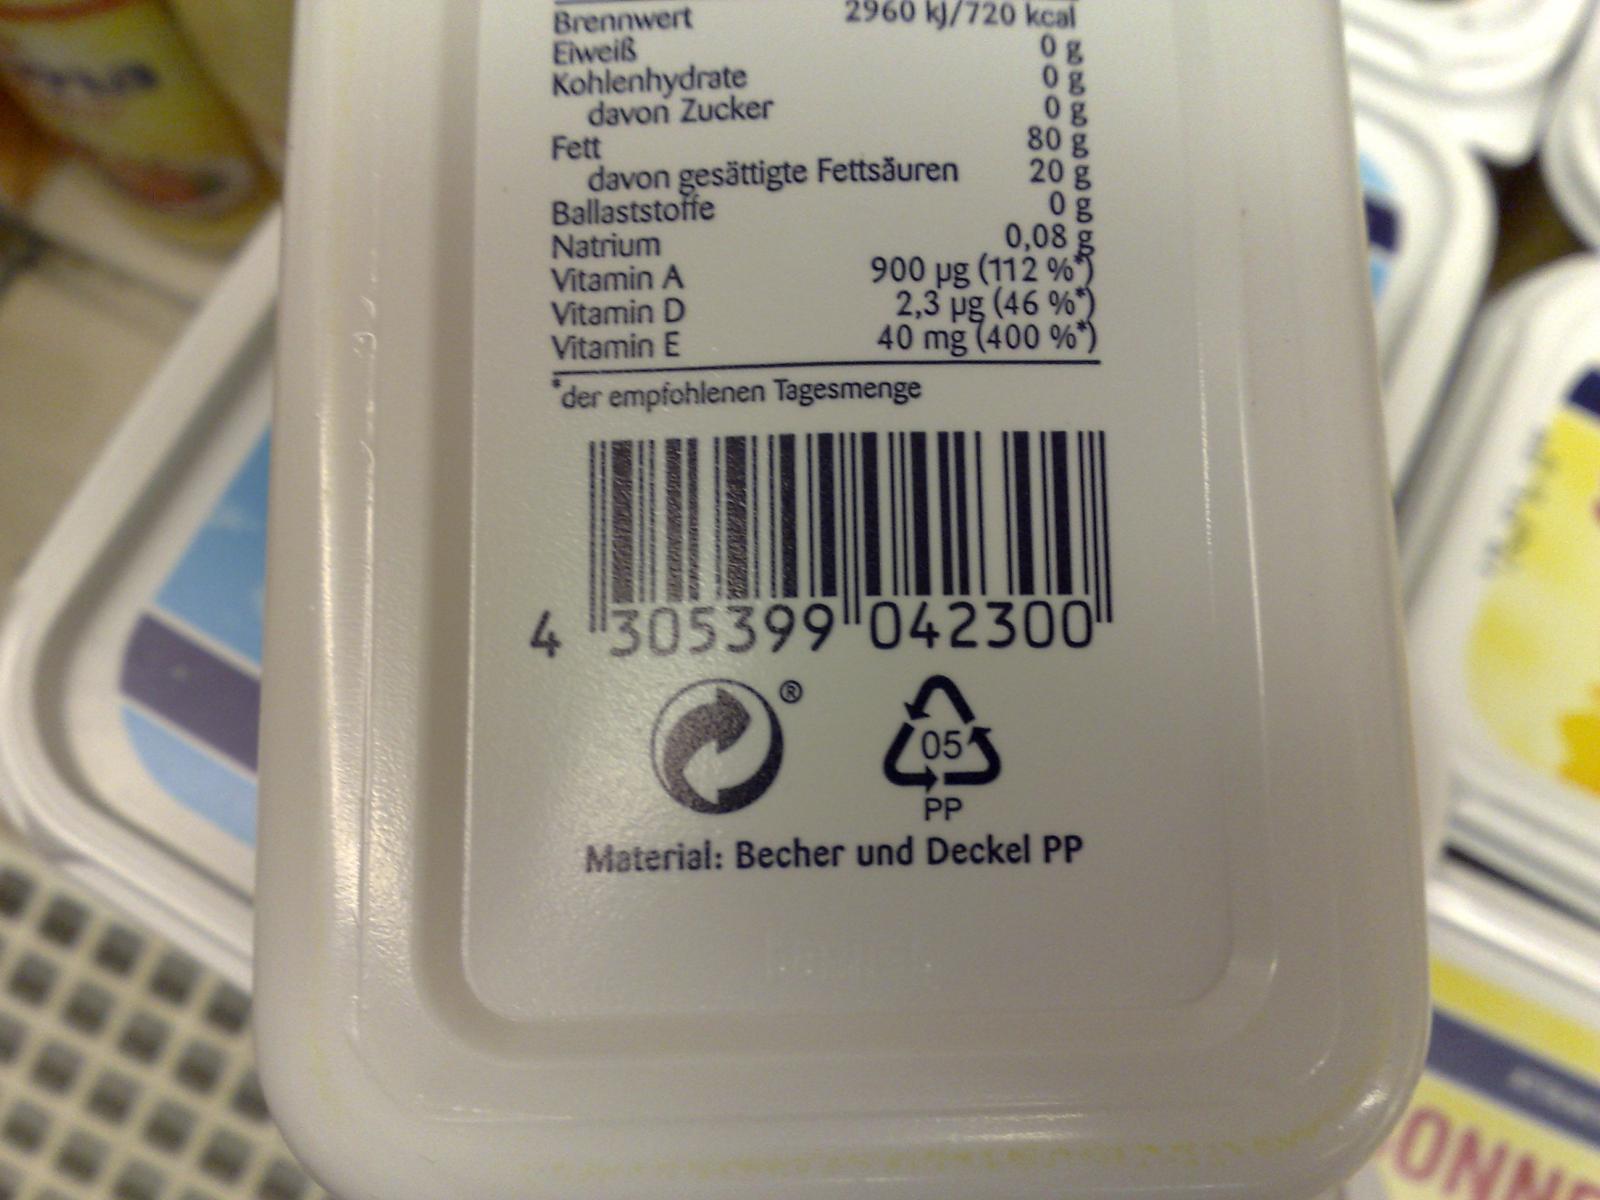 Brennwert 2960 kJ/720 kcal
Eiweiß 0 g
Kohlenhydrate 0 g
davon Zucker 0 g
Fett 80 g
davon gesättigte Fettsäuren 20 g
Ballaststoffe 0 g
Natrium 0,08 g
Vitamin A 900 µg (112 %*)
Vitamin D 2,3 µg (46 %*)
Vitamin E 40 mg (400 %*)
*der empfohlenen Tagesmenge
4 305399 042300
®
05
PP
Material: Becher und Deckel PP